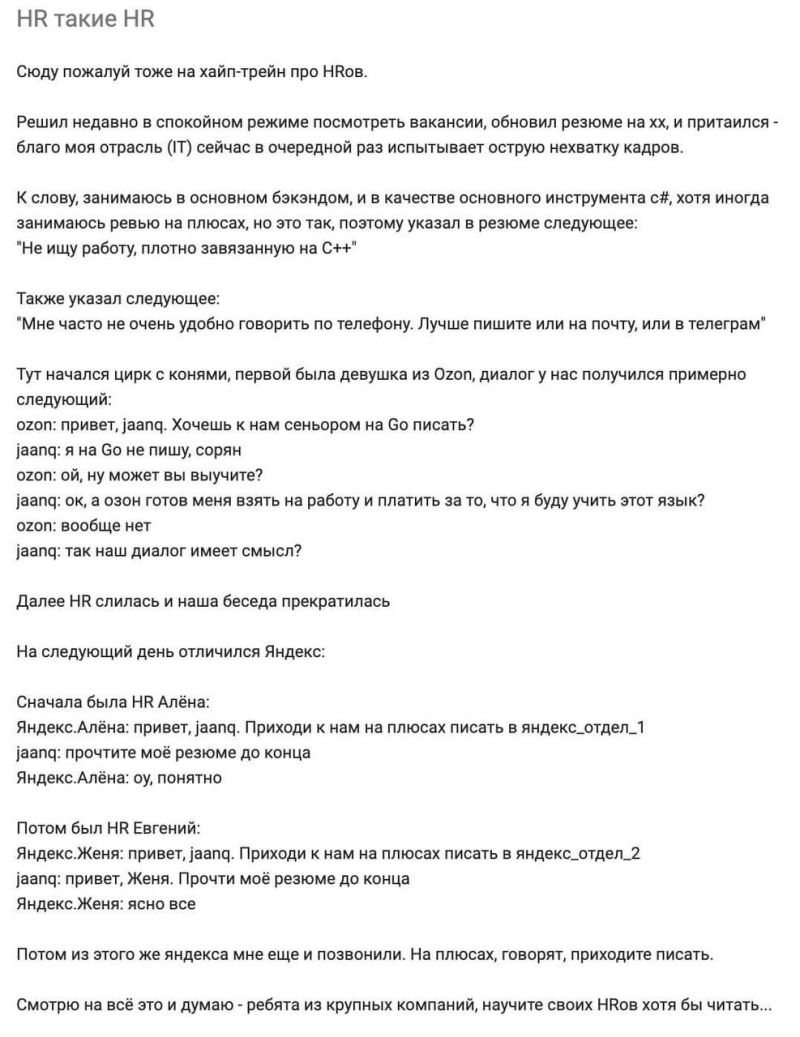 HR такие HR
Сюду пожалуй тоже на хайп-трейн про HRов.
Решил недавно в спокойном режиме посмотреть вакансии, обновил резюме на хх, и притаился -
благо моя отрасль (IT) сейчас в очередной раз испытывает острую нехватку кадров.
К слову, занимаюсь в основном бэкэндом, и в качестве основного инструмента c#, хотя иногда
занимаюсь ревью на плюсах, но это так, поэтому указал в резюме следующее:
"Не ищу работу, плотно завязанную на C++"
Также указал следующее:
"Мне часто не очень удобно говорить по телефону. Лучше пишите или на почту, или в телеграм"
Тут начался цирк с конями, первой была девушка из Ozon, диалог у нас получился примерно
следующий:
ozon: привет, jaanq. Хочешь к нам сеньором на Go писать?
jaanq: я на Go не пишу, сорян
ozon: ой, ну может вы выучите?
jaanq: ок, а озон готов меня взять на работу и платить за то, что я буду учить этот язык?
ozon: вообще нет
jaanq: так наш диалог имеет смысл?
Далее HR слилась и наша беседа прекратилась
На следующий день отличился Яндекс:
Сначала была HR Алёна:
Яндекс.Алёна: привет, jaanq. Приходи к нам на плюсах писать в яндекс_отдел_1
jaanq: прочтите моё резюме до конца
Яндекс.Алёна: оу, понятно
Потом был HR Евгений:
Яндекс.Женя: привет, jaanq. Приходи к нам на плюсах писать в яндекс_отдел_2
jaanq: привет, Женя. Прочти моё резюме до конца
Яндекс.Женя: ясно все
Потом из этого же яндекса мне еще и позвонили. На плюсах, говорят, приходите писать.
Смотрю на всё это и думаю - ребята из крупных компаний, научите своих HRов хотя бы читать...